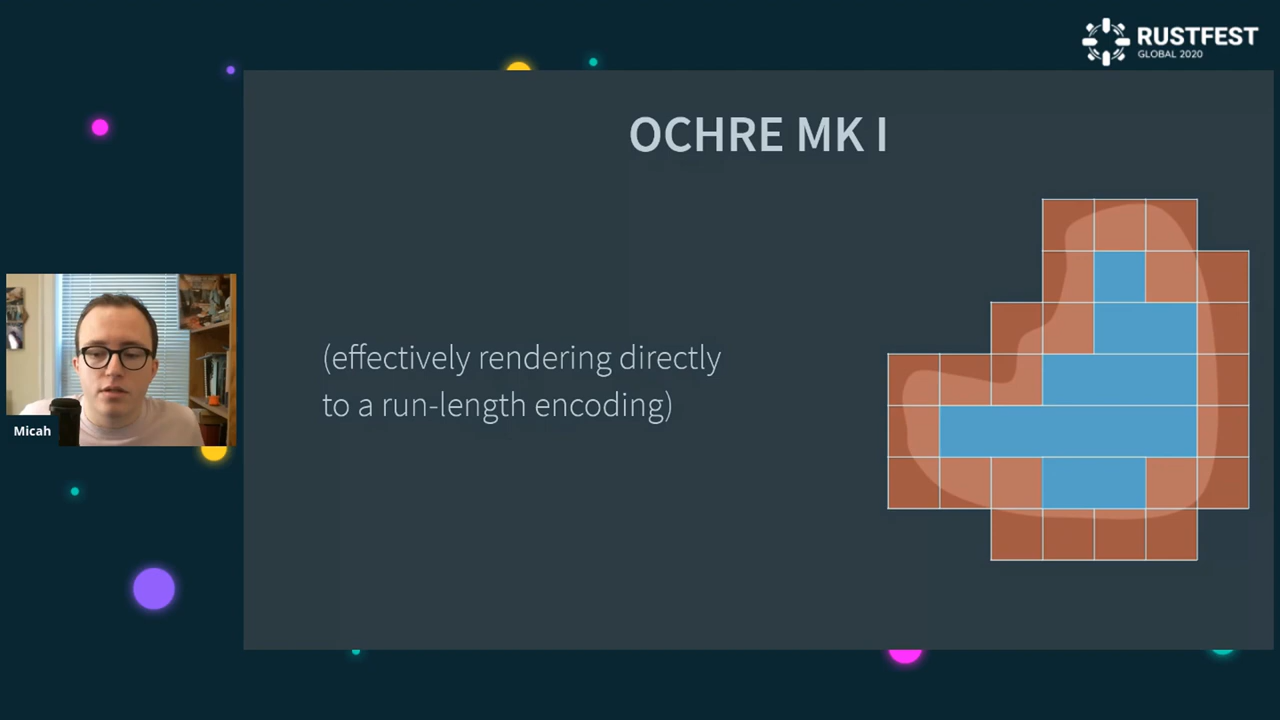 RUSTFEST
GLOBAL 2020
OCHRE MK I
(effectively rendering directly
to a run-length encoding)
Micah